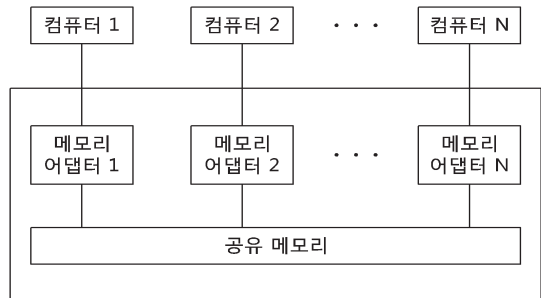 컴퓨터 1
컴퓨터 2
· · ·
컴퓨터 N
메모리
어댑터 1
메모리
어댑터 2
· · ·
메모리
어댑터 N
공유 메모리